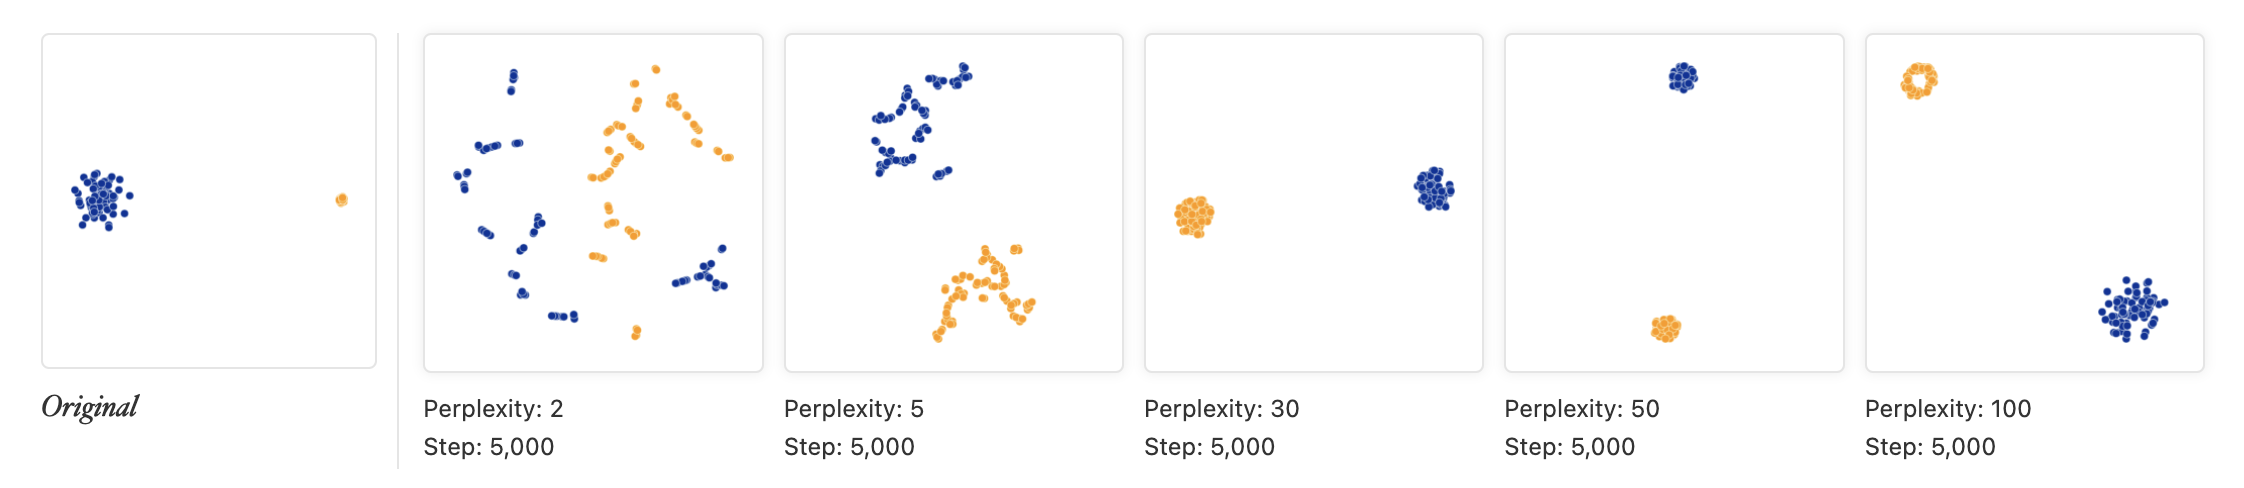 Original
Perplexity: 2
Step: 5,000
Perplexity: 5
Step: 5,000
Perplexity: 30
Step: 5,000
Perplexity: 50
Step: 5,000
Perplexity: 100
Step: 5,000